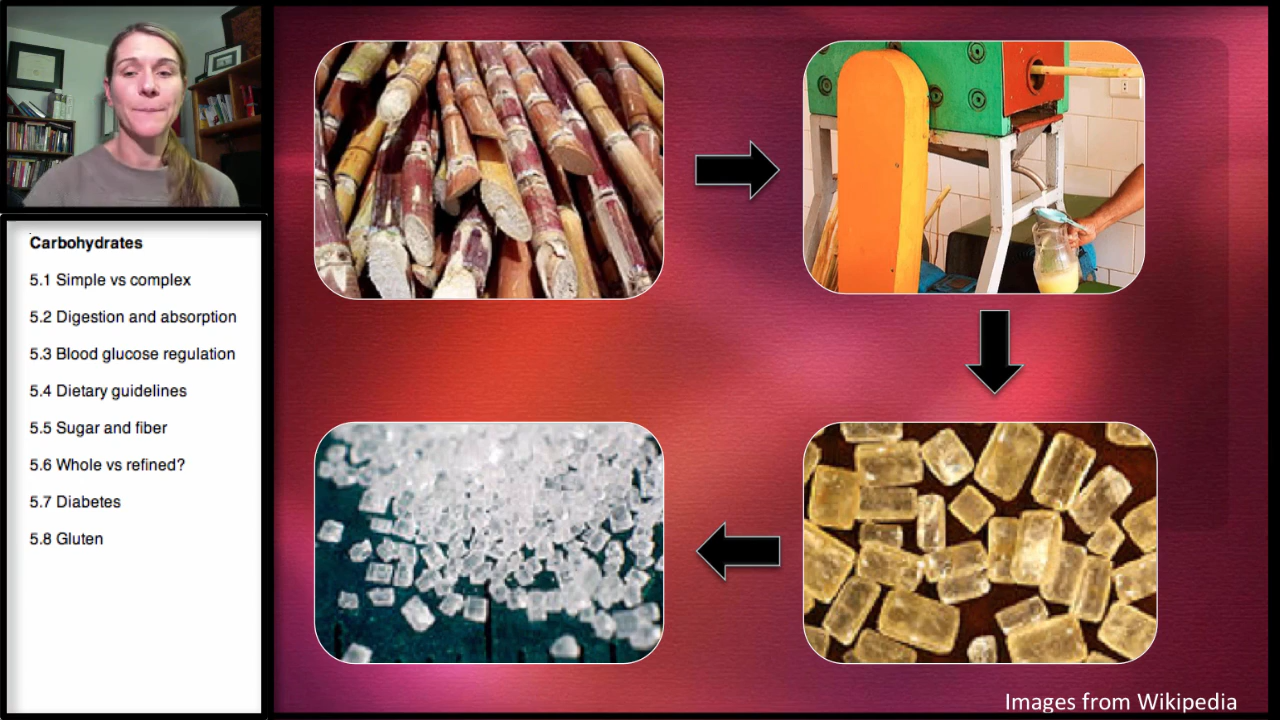 Carbohydrates
5.1 Simple vs complex
5.2 Digestion and absorption
5.3 Blood glucose regulation
5.4 Dietary guidelines
5.5 Sugar and fiber
5.6 Whole vs refined?
5.7 Diabetes
5.8 Gluten
Images from Wikipedia